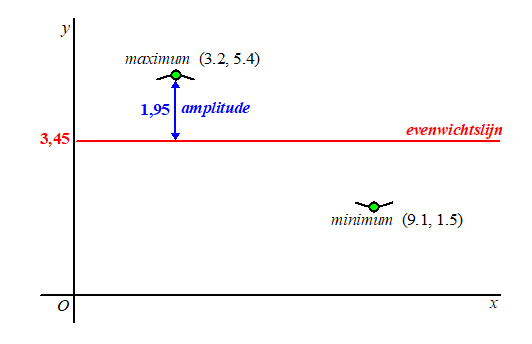 y
maximum (3.2, 5.4)
1,95 amplitude
evenwichtslijn
3,45
minimum (9.1, 1.5)
O
x